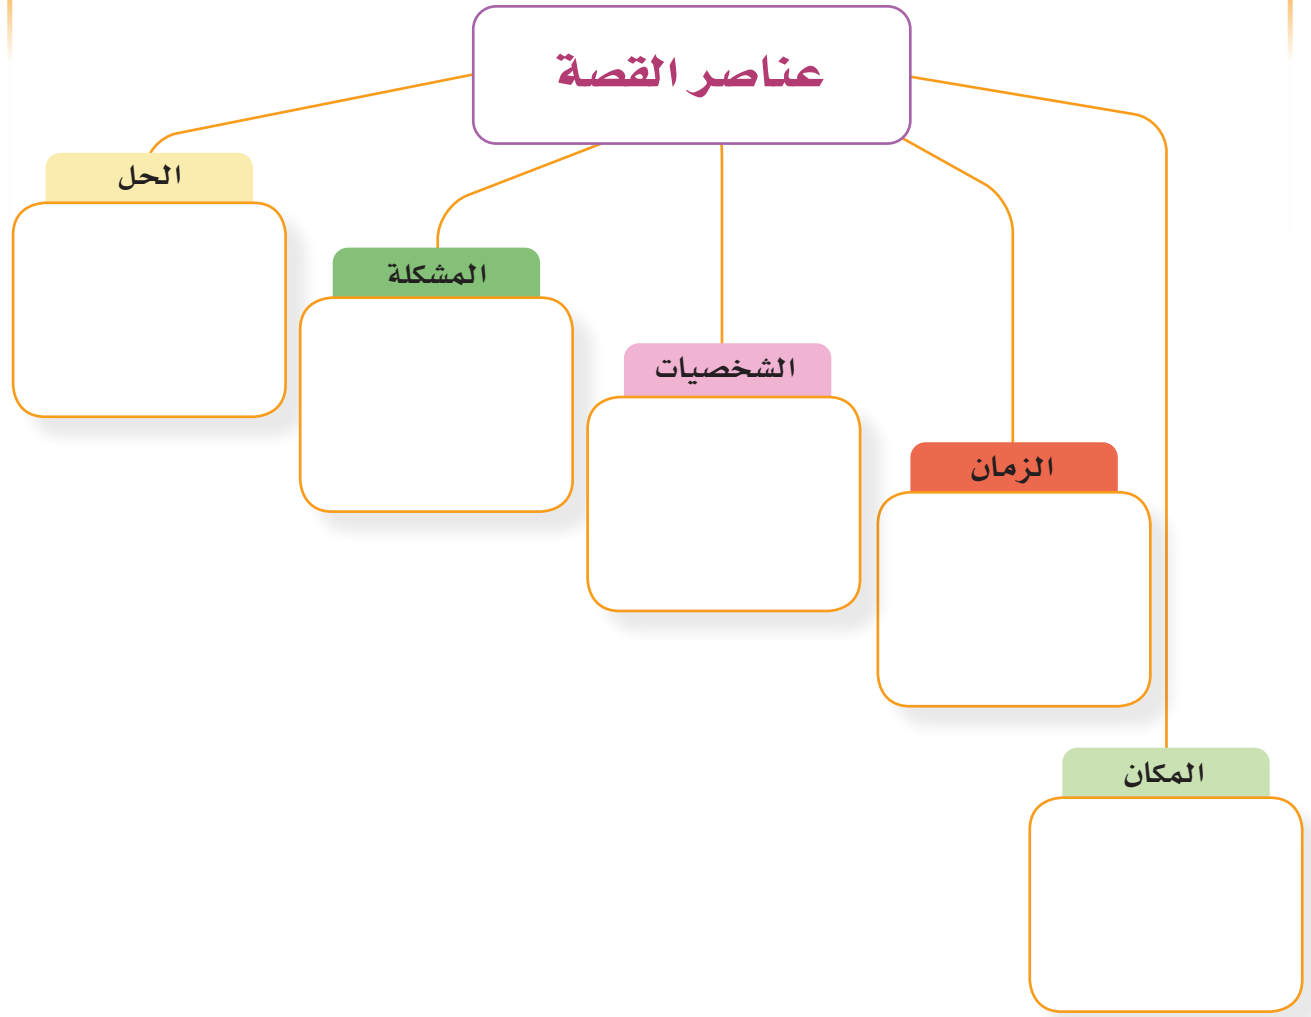 عناصر القصة
الحل
المشكلة
الشخصيات
الزمان
المكان